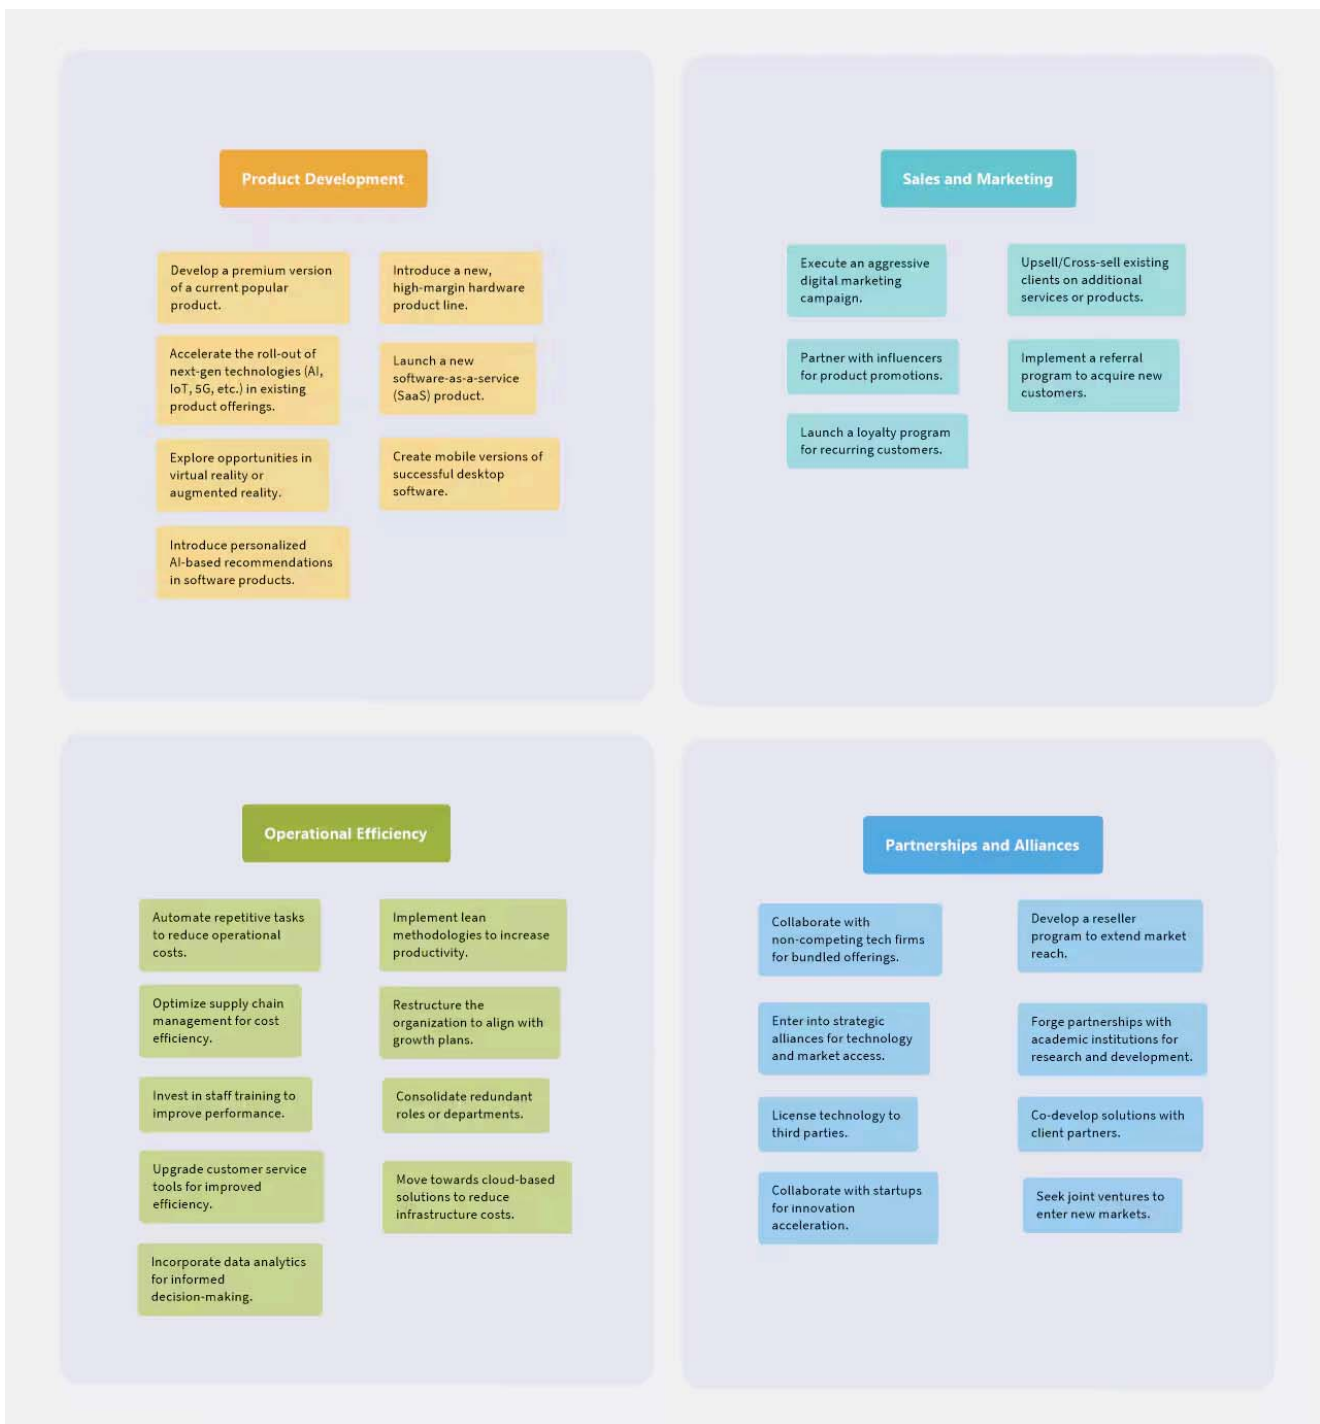 Product Development
Develop a premium version
of a current popular
product.
Introduce a new,
high-margin hardware
product line.
Accelerate the roll-out of
next-gen technologies (AI,
IoT, 5G, etc.) in existing
product offerings.
Launch a new
software-as-a-service
(SaaS) product.
Explore opportunities in
virtual reality or
augmented reality.
Create mobile versions of
successful desktop
software.
Introduce personalized
AI-based recommendations
in software products.
Sales and Marketing
Execute an aggressive
digital marketing
campaign.
Upsell/Cross-sell existing
clients on additional
services or products.
Partner with influencers
for product promotions.
Implement a referral
program to acquire new
customers.
Launch a loyalty program
for recurring customers.
Operational Efficiency
Automate repetitive tasks
to reduce operational
costs.
Implement lean
methodologies to increase
productivity.
Optimize supply chain
management for cost
efficiency.
Restructure the
organization to align with
growth plans.
Invest in staff training to
improve performance.
Consolidate redundant
roles or departments.
Upgrade customer service
tools for improved
efficiency.
Move towards cloud-based
solutions to reduce
infrastructure costs.
Incorporate data analytics
for informed
decision-making.
Partnerships and Alliances
Collaborate with
non-competing tech firms
for bundled offerings.
Develop a reseller
program to extend market
reach.
Enter into strategic
alliances for technology
and market access.
Forge partnerships with
academic institutions for
research and development.
License technology to
third parties.
Co-develop solutions with
client partners.
Collaborate with startups
for innovation
acceleration.
Seek joint ventures to
enter new markets.